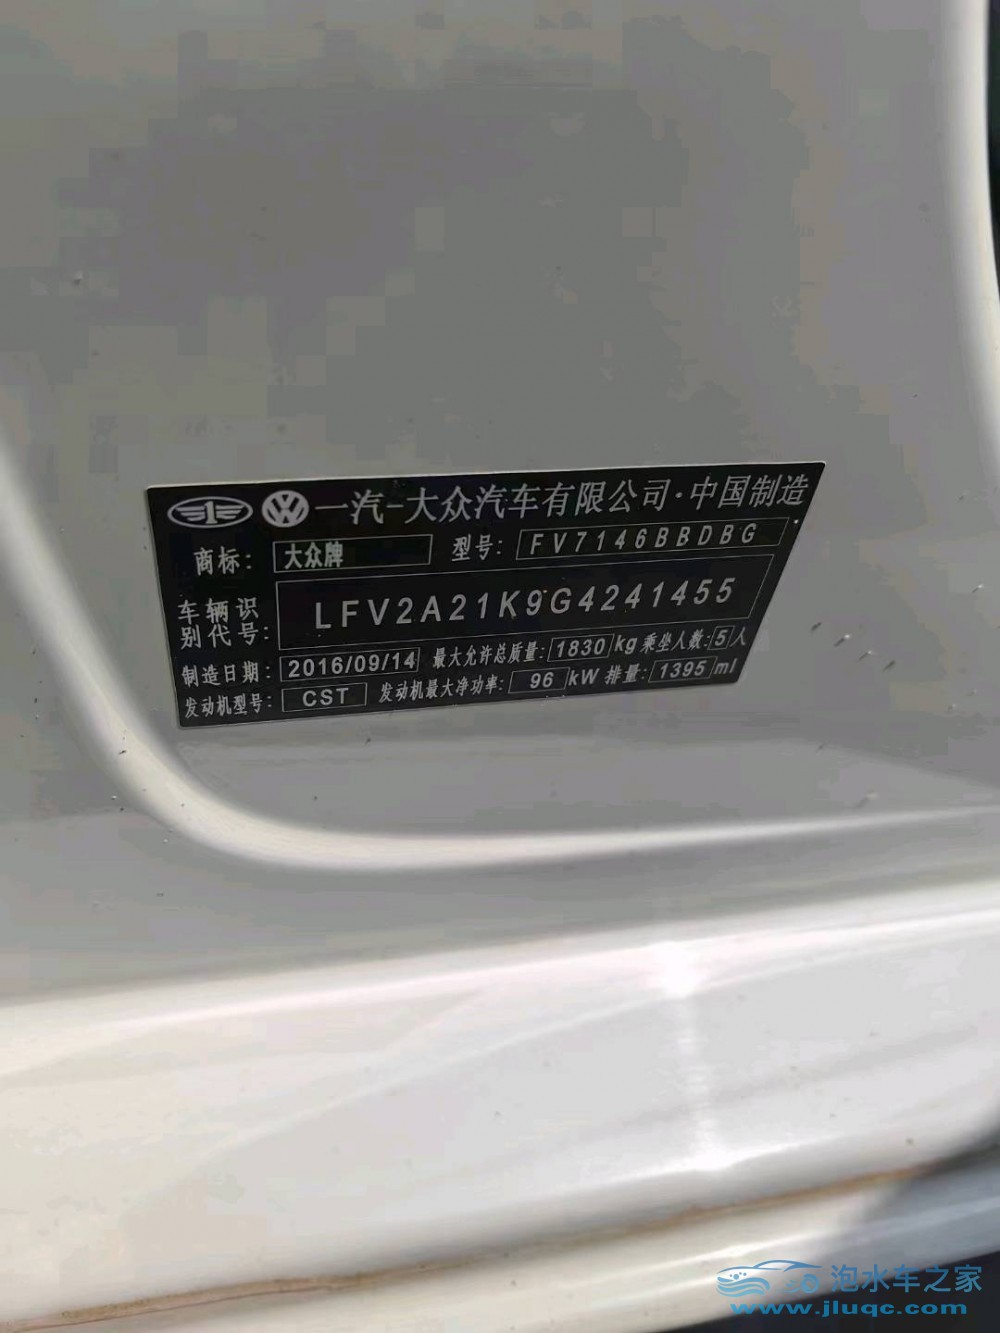 一汽-大众汽车有限公司·中国制造
商标: 大众牌 型号: FV7146BBDBG
车辆识别代号: LFV2A21K9G4241455
制造日期: 2016/09/14 最大允许总质量: 1830 kg 乘坐人数: 5 人
发动机型号: CST 发动机最大净功率: 96 kW 排量: 1395 ml
泡水车之家
www.jluqc.com